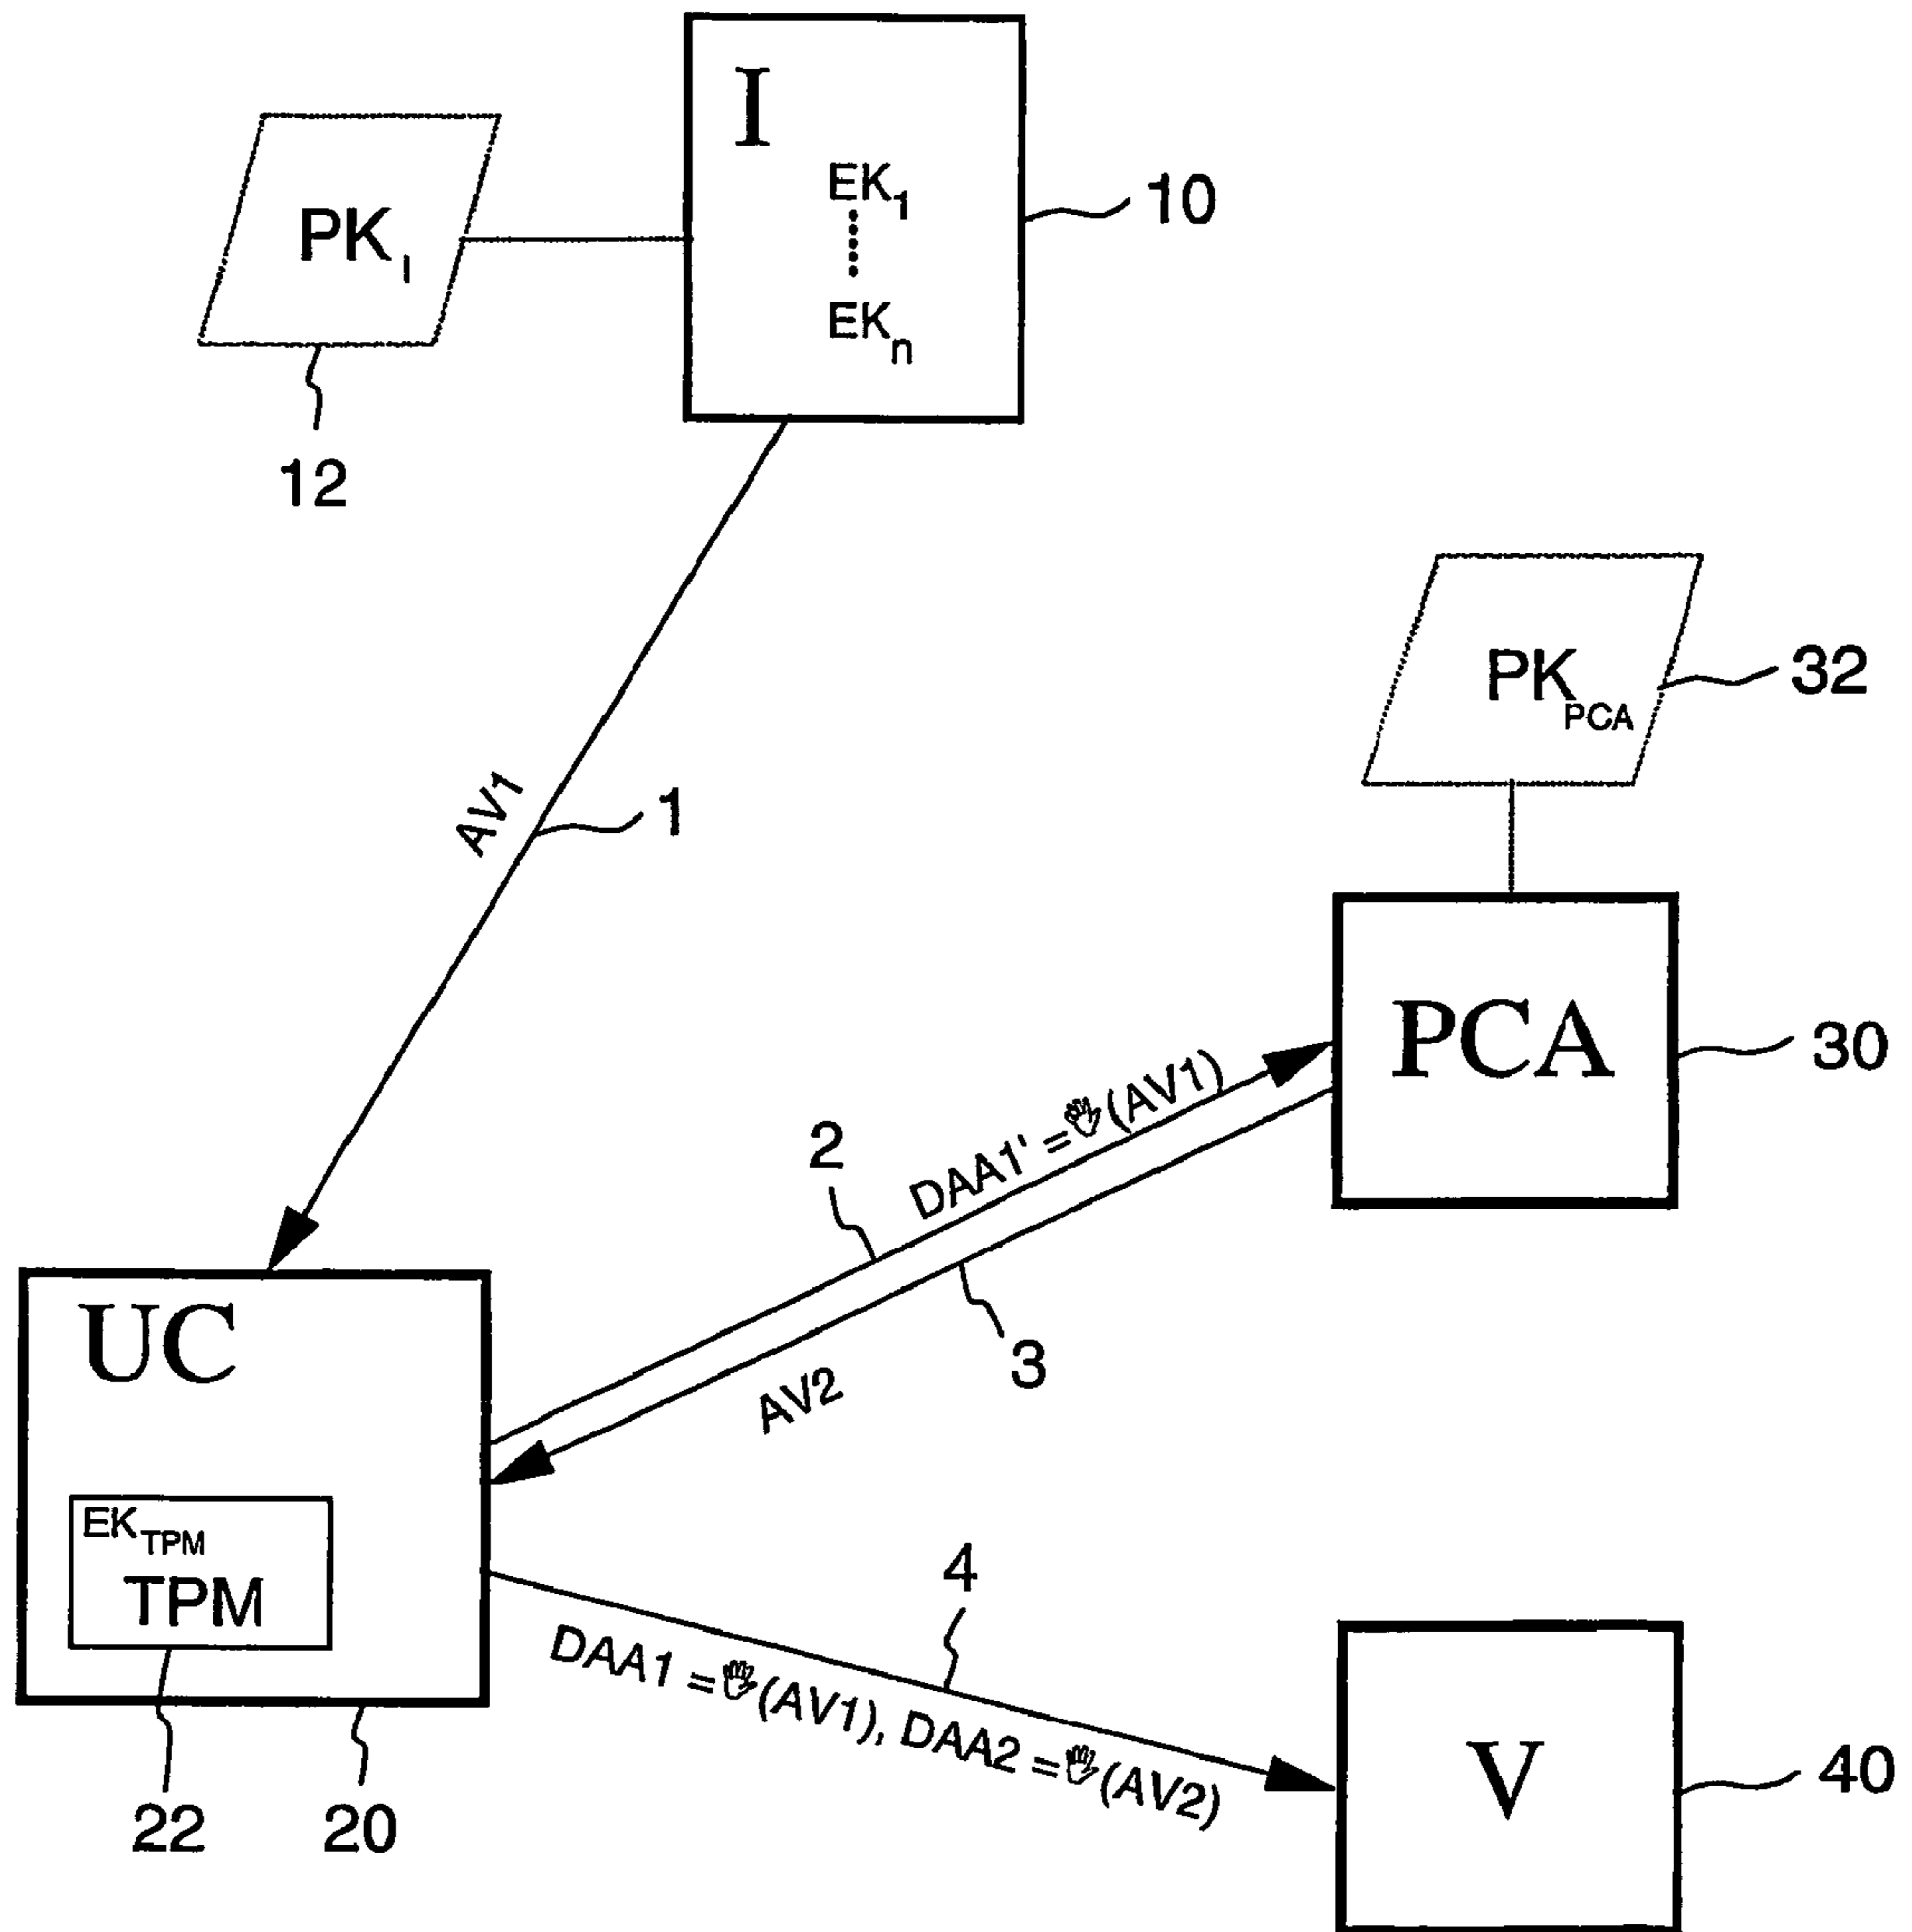 I
EK1
EKn
10
PKI
12
AV1
1
PKPCA
32
PCA
30
2
DAA1' = (AV1)
3
AV2
UC
EKTPM
TPM
22
20
4
DAA1 = (AV1), DAA2 = (AV2)
V
40